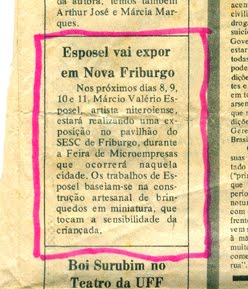 da autora, temos também
Arthur José e Márcia Mar-
ques.
Esposel vai expor
em Nova Friburgo
Nos próximos dias 8, 9,
10 e 11, Márcio Valério Es-
posel, artista niteroiense,
estará realizando uma ex-
posição no pavilhão do
SESC de Friburgo, durante
a Feira de Microempresas
que ocorrerá naquela
cidade. Os trabalhos de Es-
posel baseiam-se na cons-
trução artesanal de brin-
quedos em miniatura, que
tocam a sensibilidade da
criançada.
Boi Surubim no
Teatro da UFF